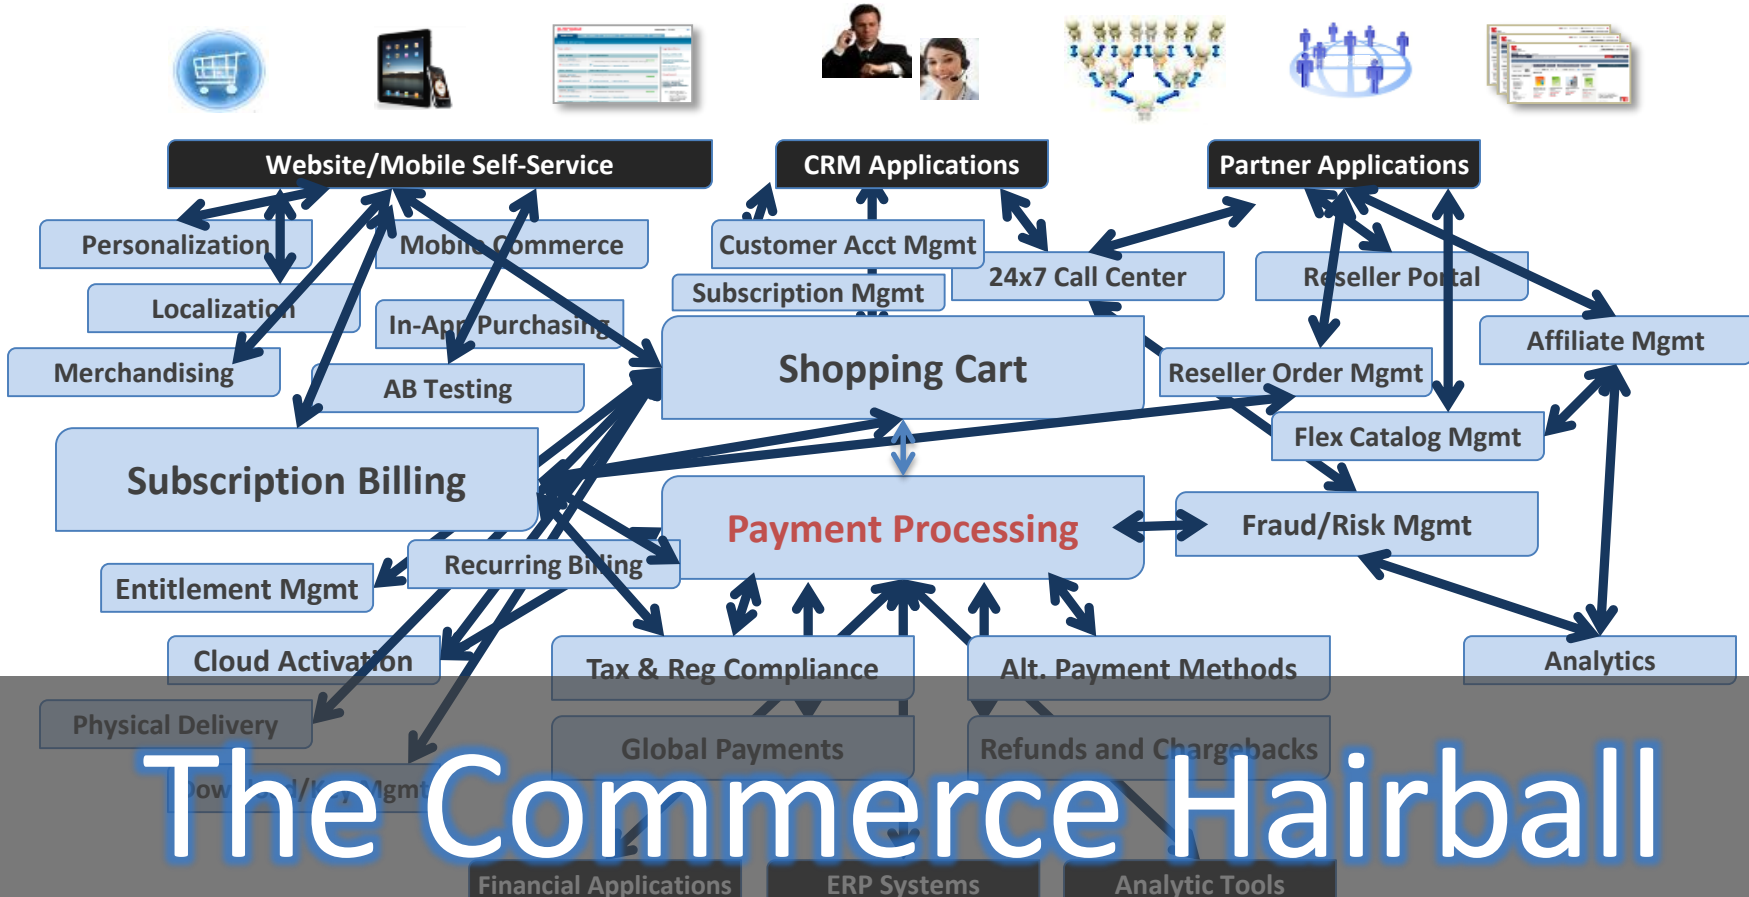 Website/Mobile Self-Service
CRM Applications
Partner Applications
Personalization
Mobile Commerce
Customer Acct Mgmt
24x7 Call Center
Reseller Portal
Localization
Subscription Mgmt
In-App Purchasing
Affiliate Mgmt
Merchandising
AB Testing
Shopping Cart
Reseller Order Mgmt
Flex Catalog Mgmt
Subscription Billing
Payment Processing
Fraud/Risk Mgmt
Recurring Billing
Entitlement Mgmt
Cloud Activation
Tax & Reg Compliance
Alt. Payment Methods
Analytics
Physical Delivery
Global Payments
Refunds and Chargebacks
Download/Key Mgmt
The Commerce Hairball
Financial Applications
ERP Systems
Analytic Tools